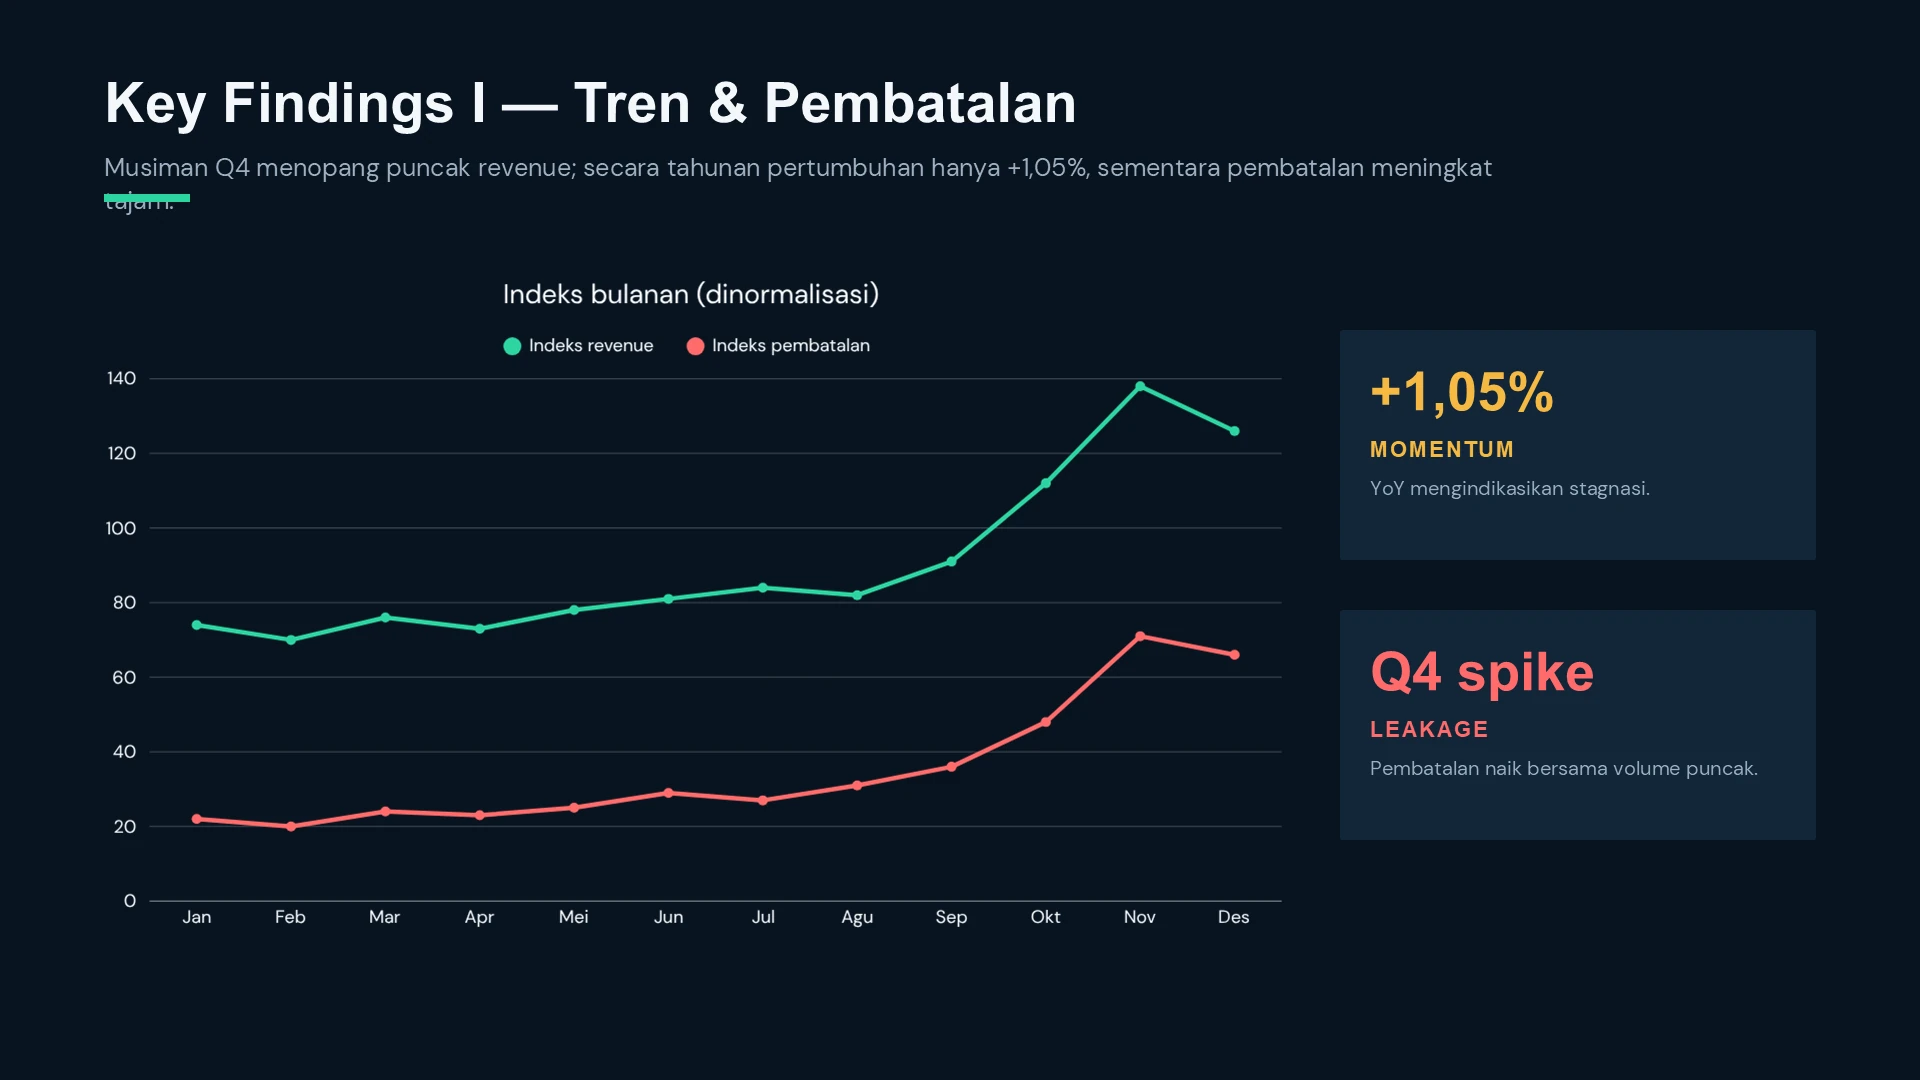 Key Findings I — Tren & Pembatalan
Musiman Q4 menopang puncak revenue; secara tahunan pertumbuhan hanya +1,05%, sementara pembatalan meningkat
tajam.
Indeks bulanan (dinormalisasi)
Indeks revenue Indeks pembatalan
140
120
100
80
60
40
20
0
Jan Feb Mar Apr Mei Jun Jul Agu Sep Okt Nov Des
+1,05%
MOMENTUM
YoY mengindikasikan stagnasi.
Q4 spike
LEAKAGE
Pembatalan naik bersama volume puncak.